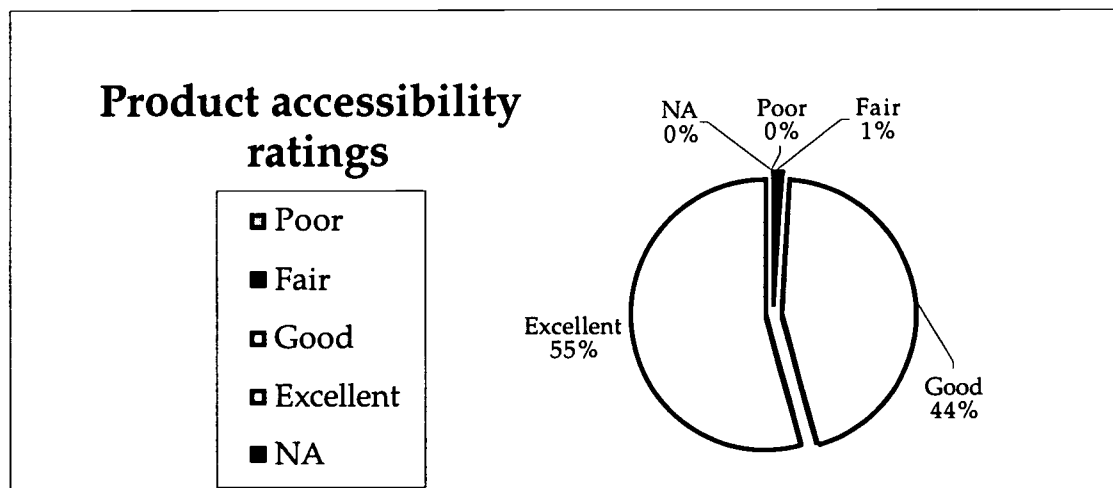 Product accessibility
ratings
Poor
Fair
Good
Excellent
NA
NA
0%
Poor
0%
Fair
1%
Excellent
55%
Good
44%